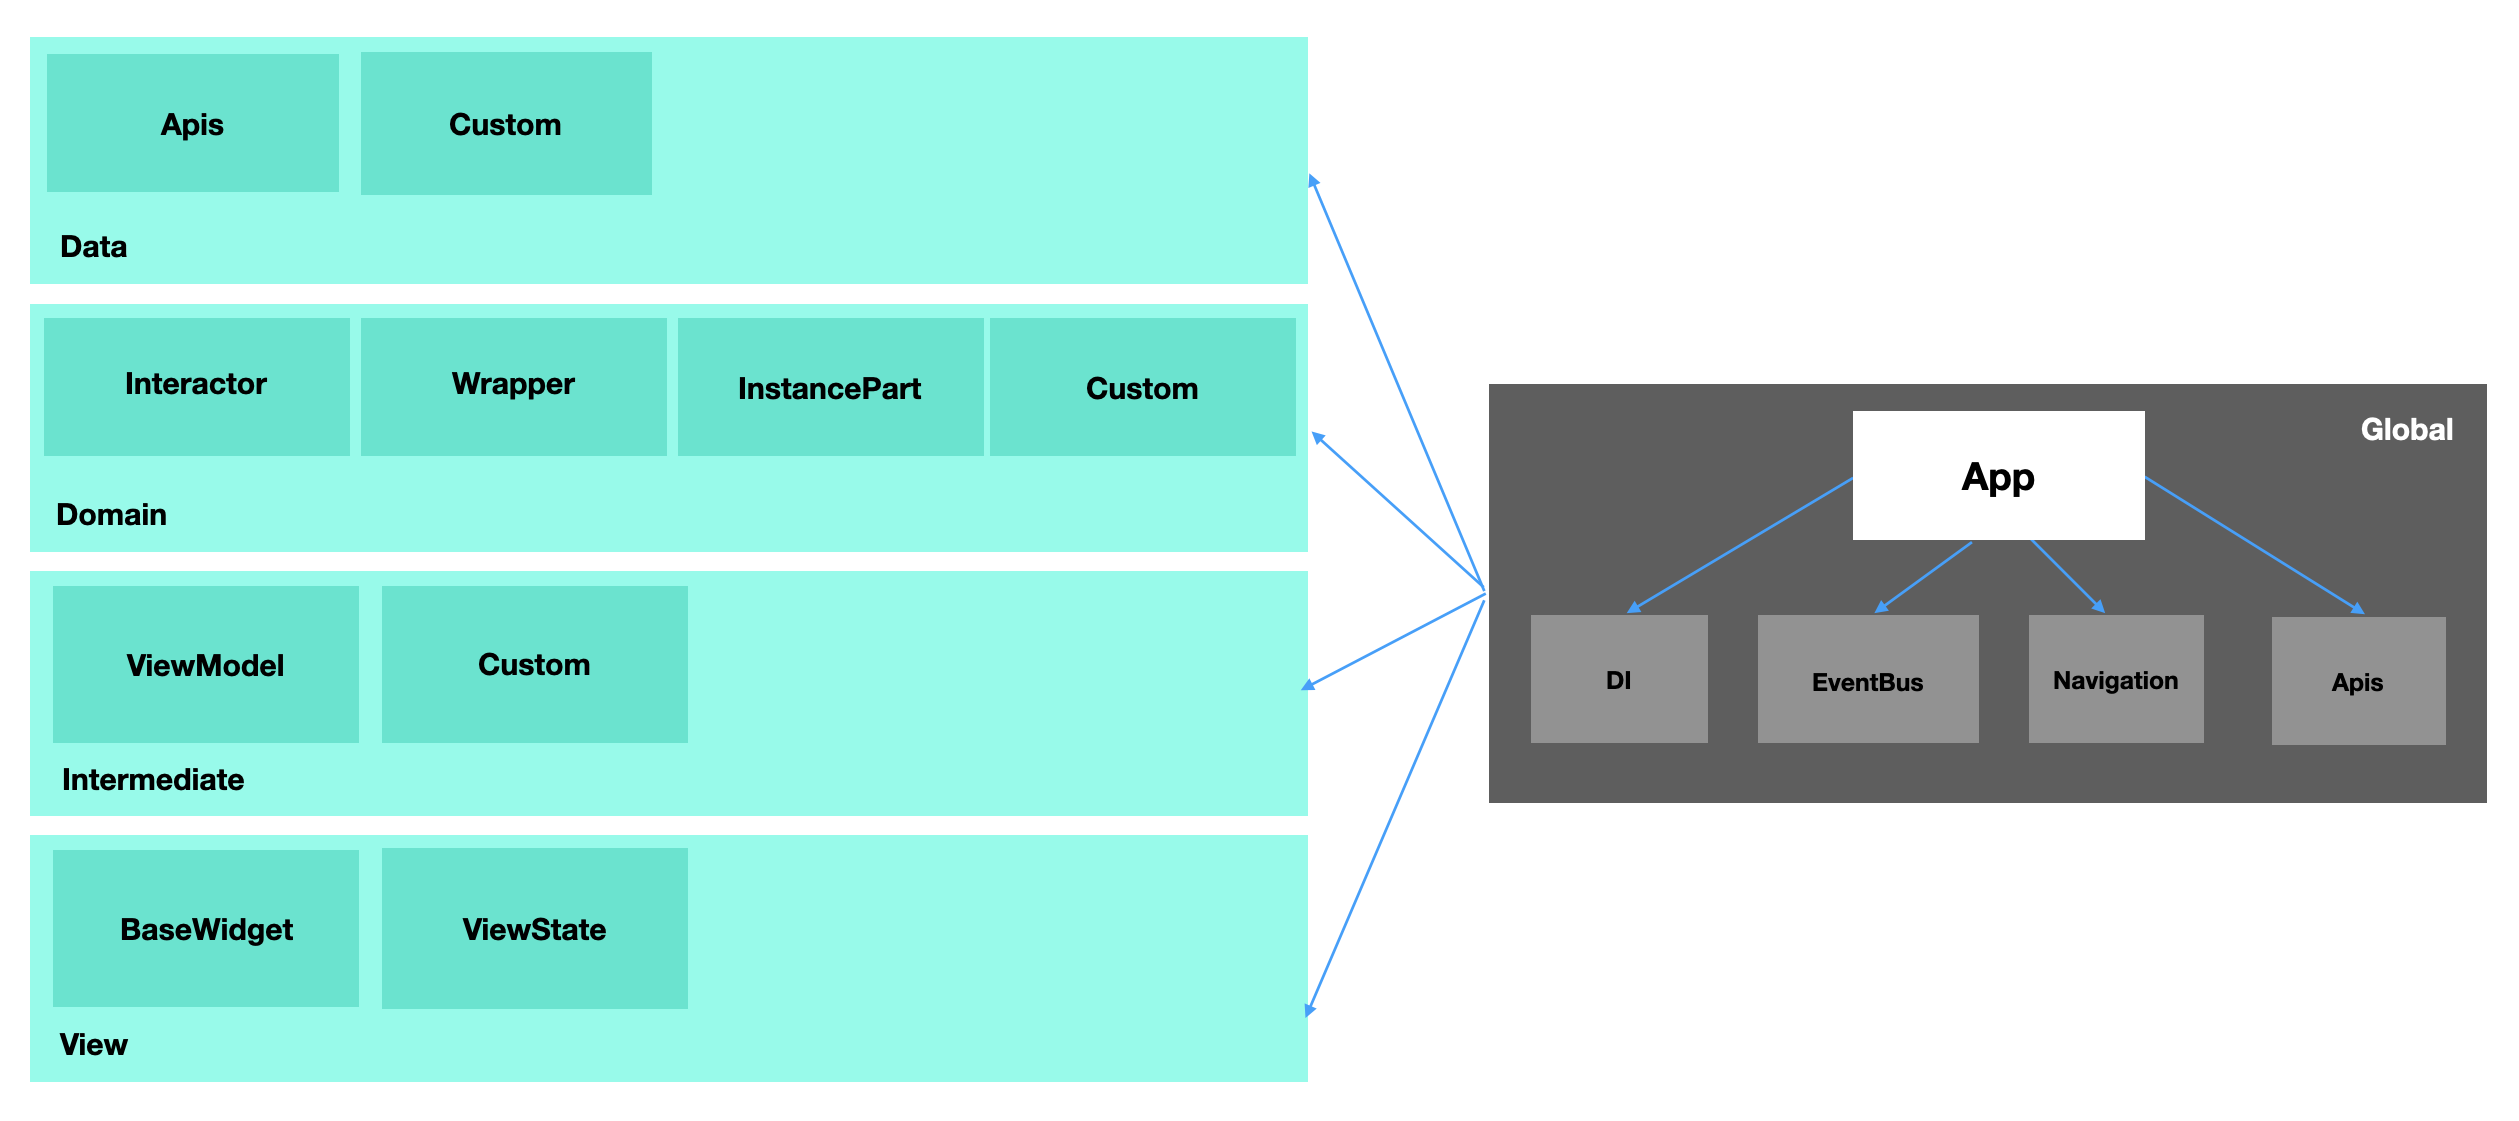 Apis
Custom
Data
Interactor
Wrapper
InstancePart
Custom
Domain
ViewModel
Custom
Intermediate
BaseWidget
ViewState
View
Global
App
DI
EventBus
Navigation
Apis